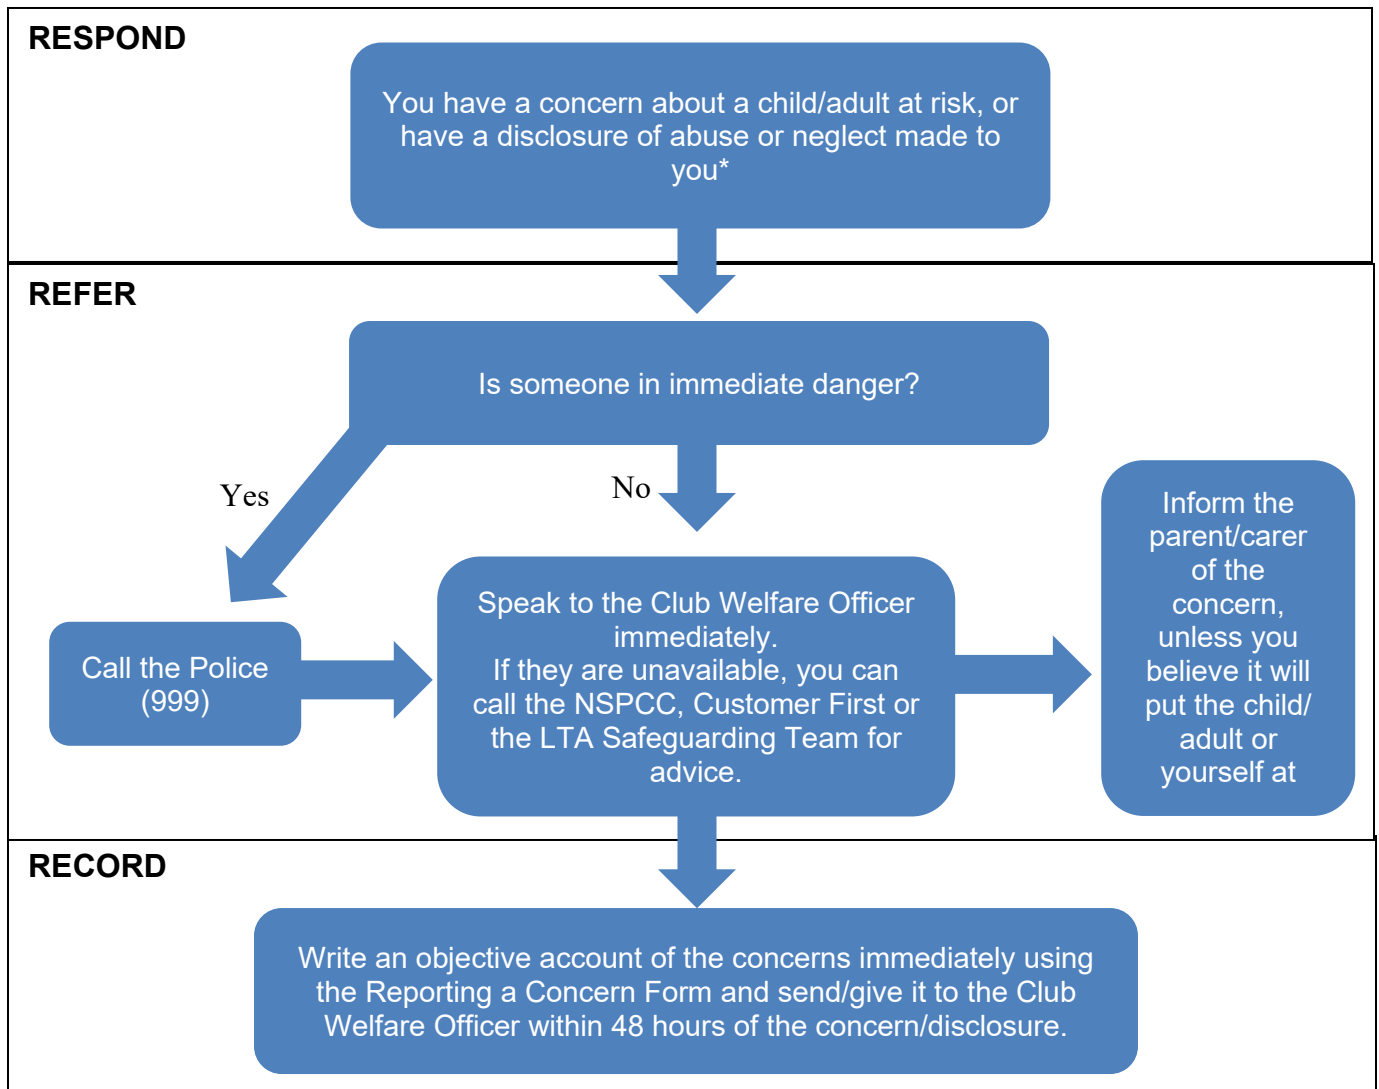 RESPOND
You have a concern about a child/adult at risk, or
have a disclosure of abuse or neglect made to
you*
REFER
Is someone in immediate danger?
Yes
No
Call the Police
(999)
Speak to the Club Welfare Officer
immediately.
If they are unavailable, you can
call the NSPCC, Customer First or
the LTA Safeguarding Team for
advice.
Inform the
parent/carer
of the
concern,
unless you
believe it will
put the child/
adult or
yourself at
RECORD
Write an objective account of the concerns immediately using
the Reporting a Concern Form and send/give it to the Club
Welfare Officer within 48 hours of the concern/disclosure.